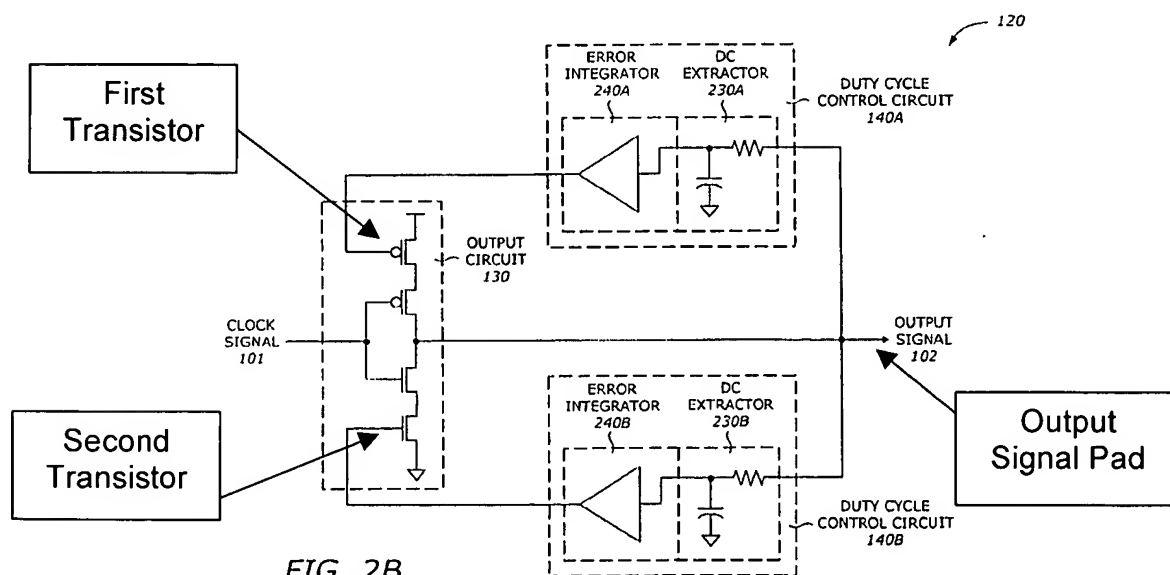 120
First
Transistor
ERROR
INTEGRATOR
240A
DC
EXTRACTOR
230A
DUTY CYCLE
CONTROL CIRCUIT
140A
OUTPUT
CIRCUIT
130
CLOCK
SIGNAL
101
OUTPUT
SIGNAL
102
Second
Transistor
ERROR
INTEGRATOR
240B
DC
EXTRACTOR
230B
Output
Signal Pad
DUTY CYCLE
CONTROL CIRCUIT
140B
FIG. 2B